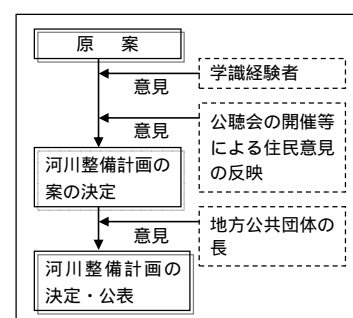 原　案
学識経験者
意見
公聴会の開催等
による住民意見
の反映
意見
河川整備計画の
案の決定
地方公共団体の
長
意見
河川整備計画の
決定・公表